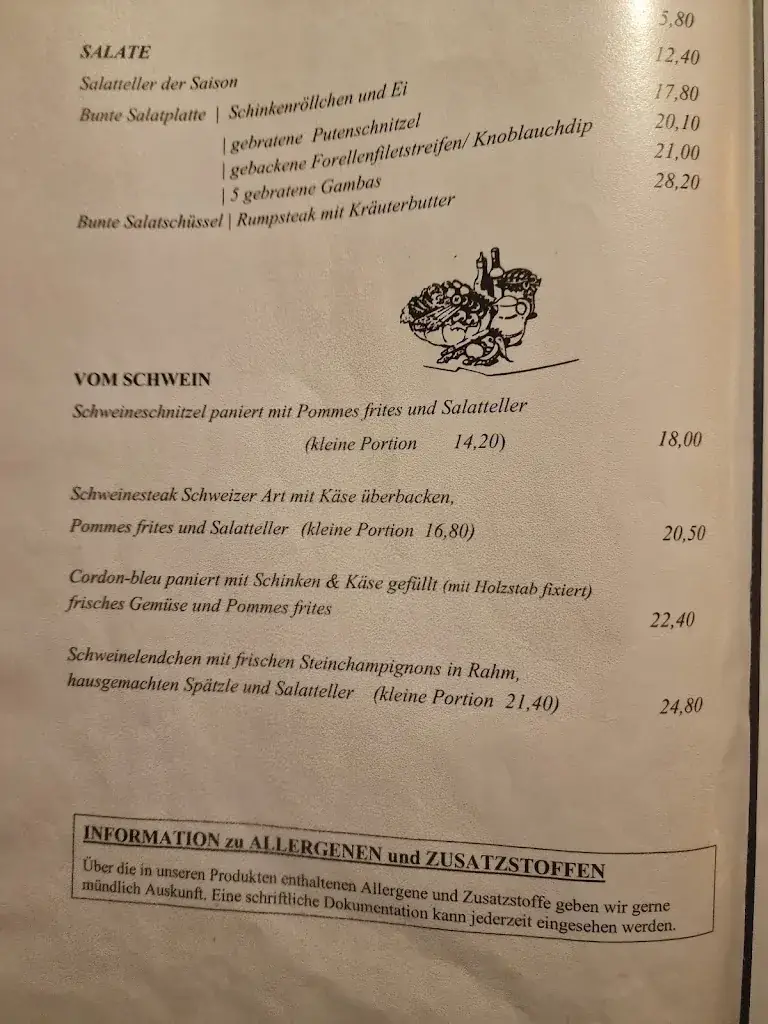 SALATE
Salatteller der Saison 5,80
Bunte Salatplatte | Schinkenröllchen und Ei 12,40
| gebratene Putenschnitzel 17,80
| gebackene Forellenfiletstreifen/ Knoblauchdip 20,10
| 5 gebratene Gambas 21,00
Bunte Salatschüssel | Rumpsteak mit Kräuterbutter 28,20
VOM SCHWEIN
Schweineschnitzel paniert mit Pommes frites und Salatteller
(kleine Portion 14,20) 18,00
Schweinesteak Schweizer Art mit Käse überbacken,
Pommes frites und Salatteller (kleine Portion 16,80) 20,50
Cordon-bleu paniert mit Schinken & Käse gefüllt (mit Holzstab fixiert)
frisches Gemüse und Pommes frites 22,40
Schweinelendchen mit frischen Steinchampignons in Rahm,
hausgemachten Spätzle und Salatteller (kleine Portion 21,40) 24,80
INFORMATION zu ALLERGENEN und ZUSATZSTOFFEN
Über die in unseren Produkten enthaltenen Allergene und Zusatzstoffe geben wir gerne
mündlich Auskunft. Eine schriftliche Dokumentation kann jederzeit eingesehen werden.